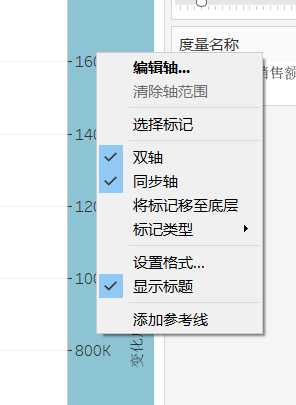 度量名称
销售额
编辑轴...
清除轴范围
选择标记
双轴
同步轴
将标记移至底层
标记类型
设置格式...
显示标题
添加参考线
160
140
120
100
800K
变化